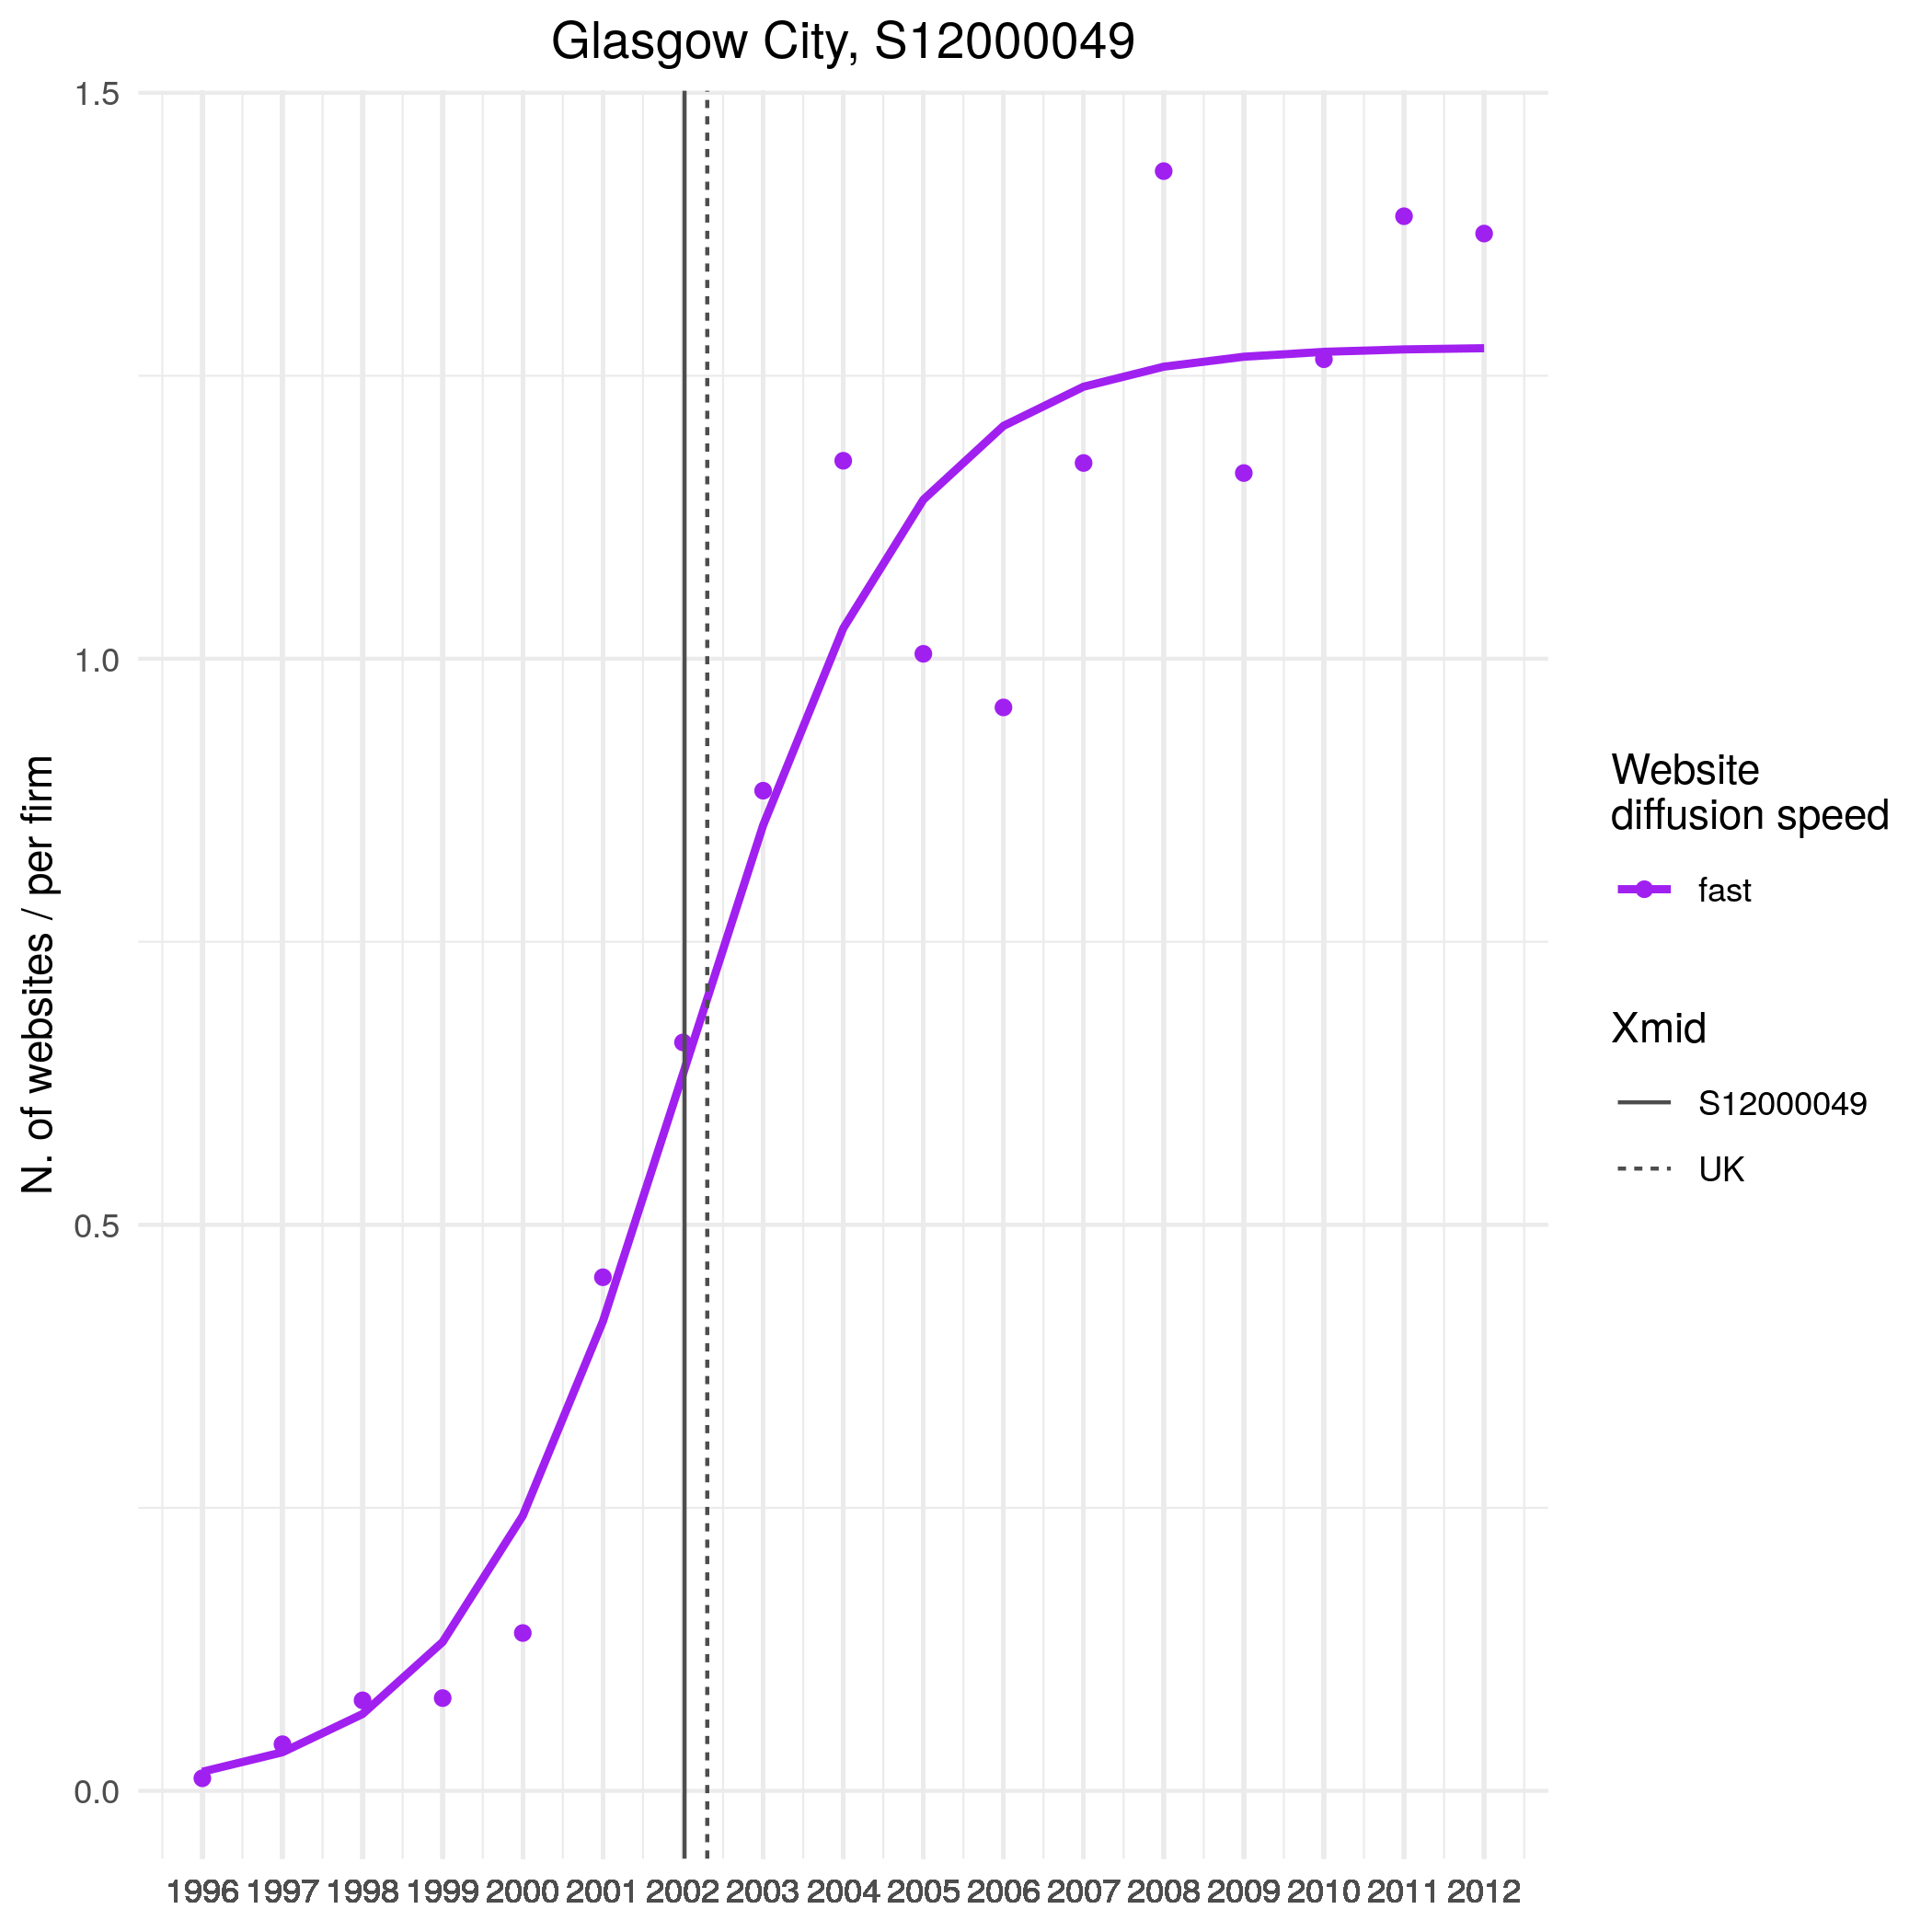 Glasgow City, S12000049
1.5
1.0
0.5
0.0
N. of websites / per firm
1996 1997 1998 1999 2000 2001 2002 2003 2004 2005 2006 2007 2008 2009 2010 2011 2012
Website
diffusion speed
fast
Xmid
S12000049
UK